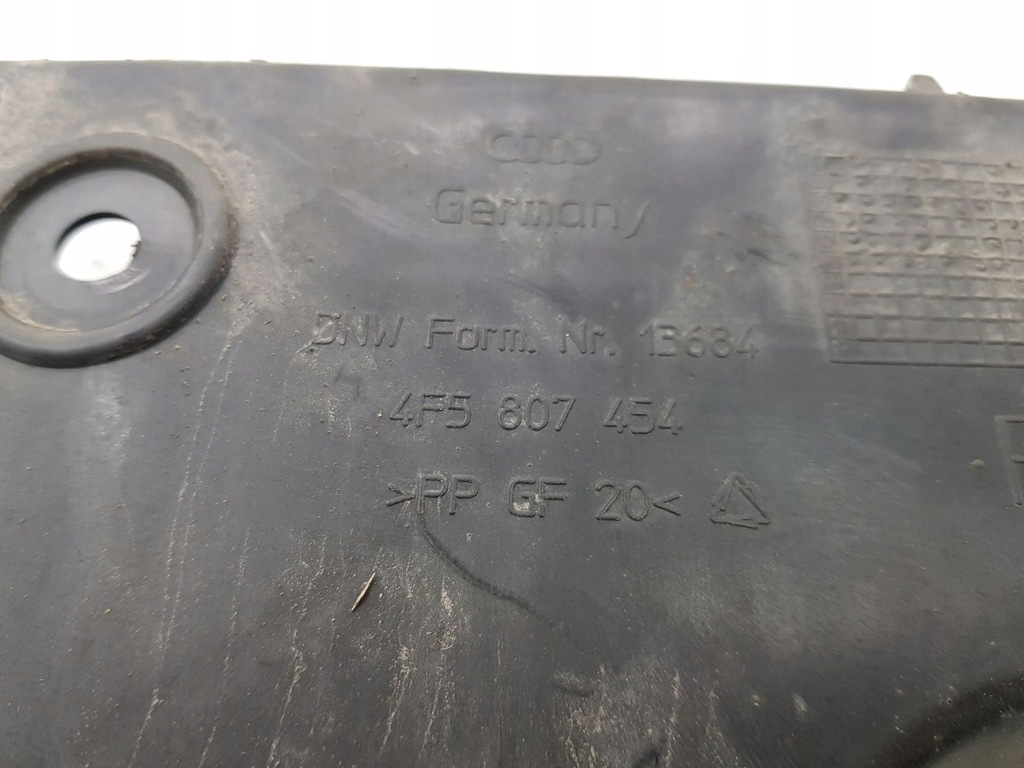 Germany
DNW Form. Nr. 13684
4F5 807 454
>PP GF 20<